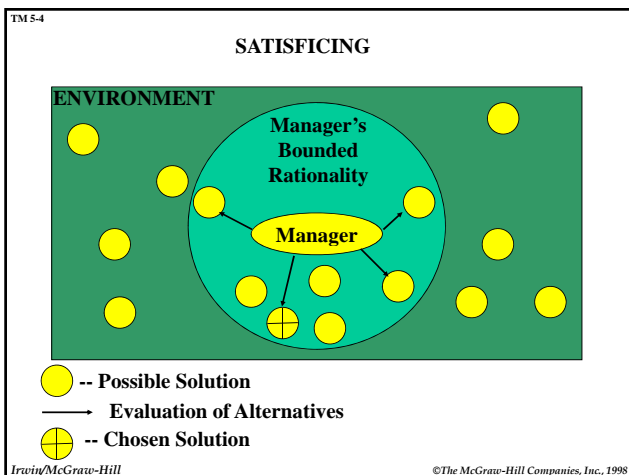 TM 5-4
SATISFICING
ENVIRONMENT
Manager's
Bounded
Rationality
Manager
-- Possible Solution
Evaluation of Alternatives
-- Chosen Solution
Irwin/McGraw-Hill
©The McGraw-Hill Companies, Inc., 1998